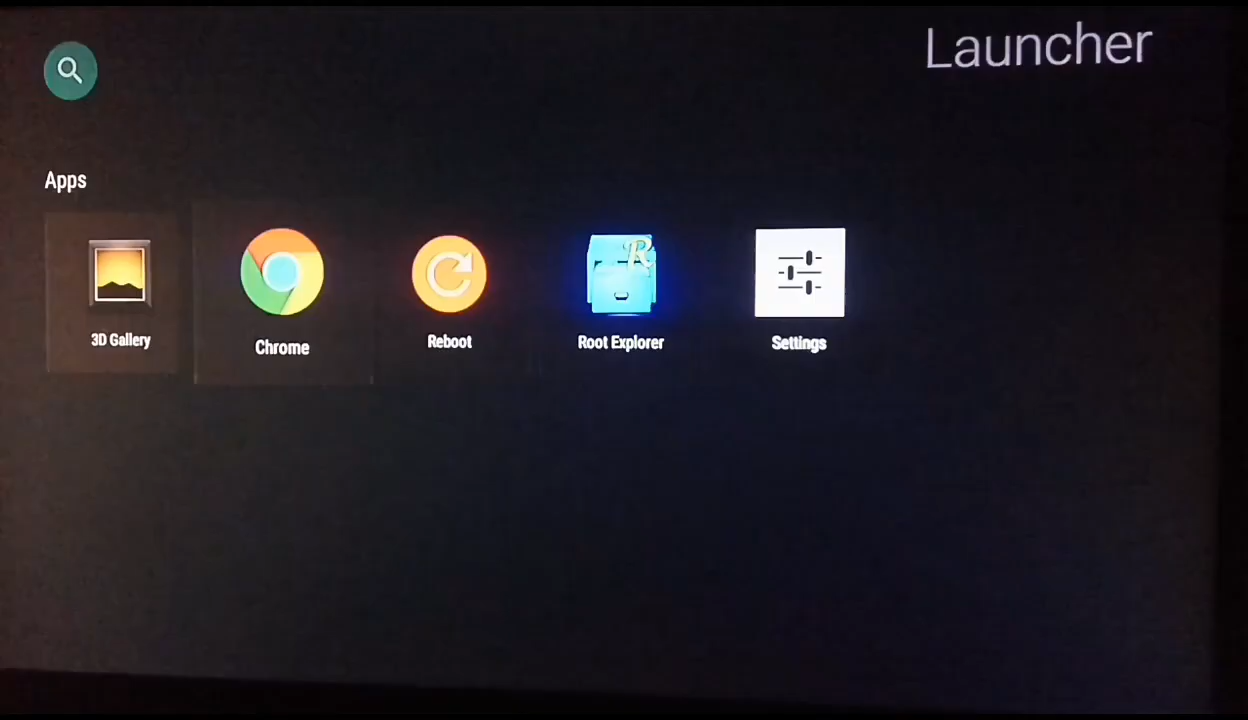 Launcher
Apps
3D Gallery
Chrome
Reboot
Root Explorer
Settings